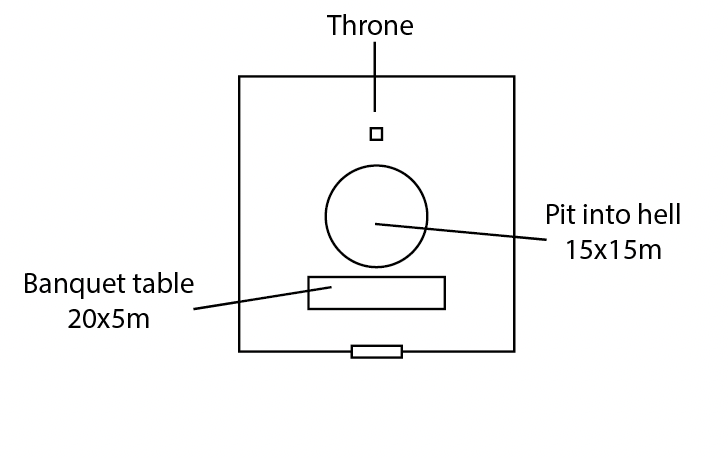 Throne
Pit into hell
15x15m
Banquet table
20x5m